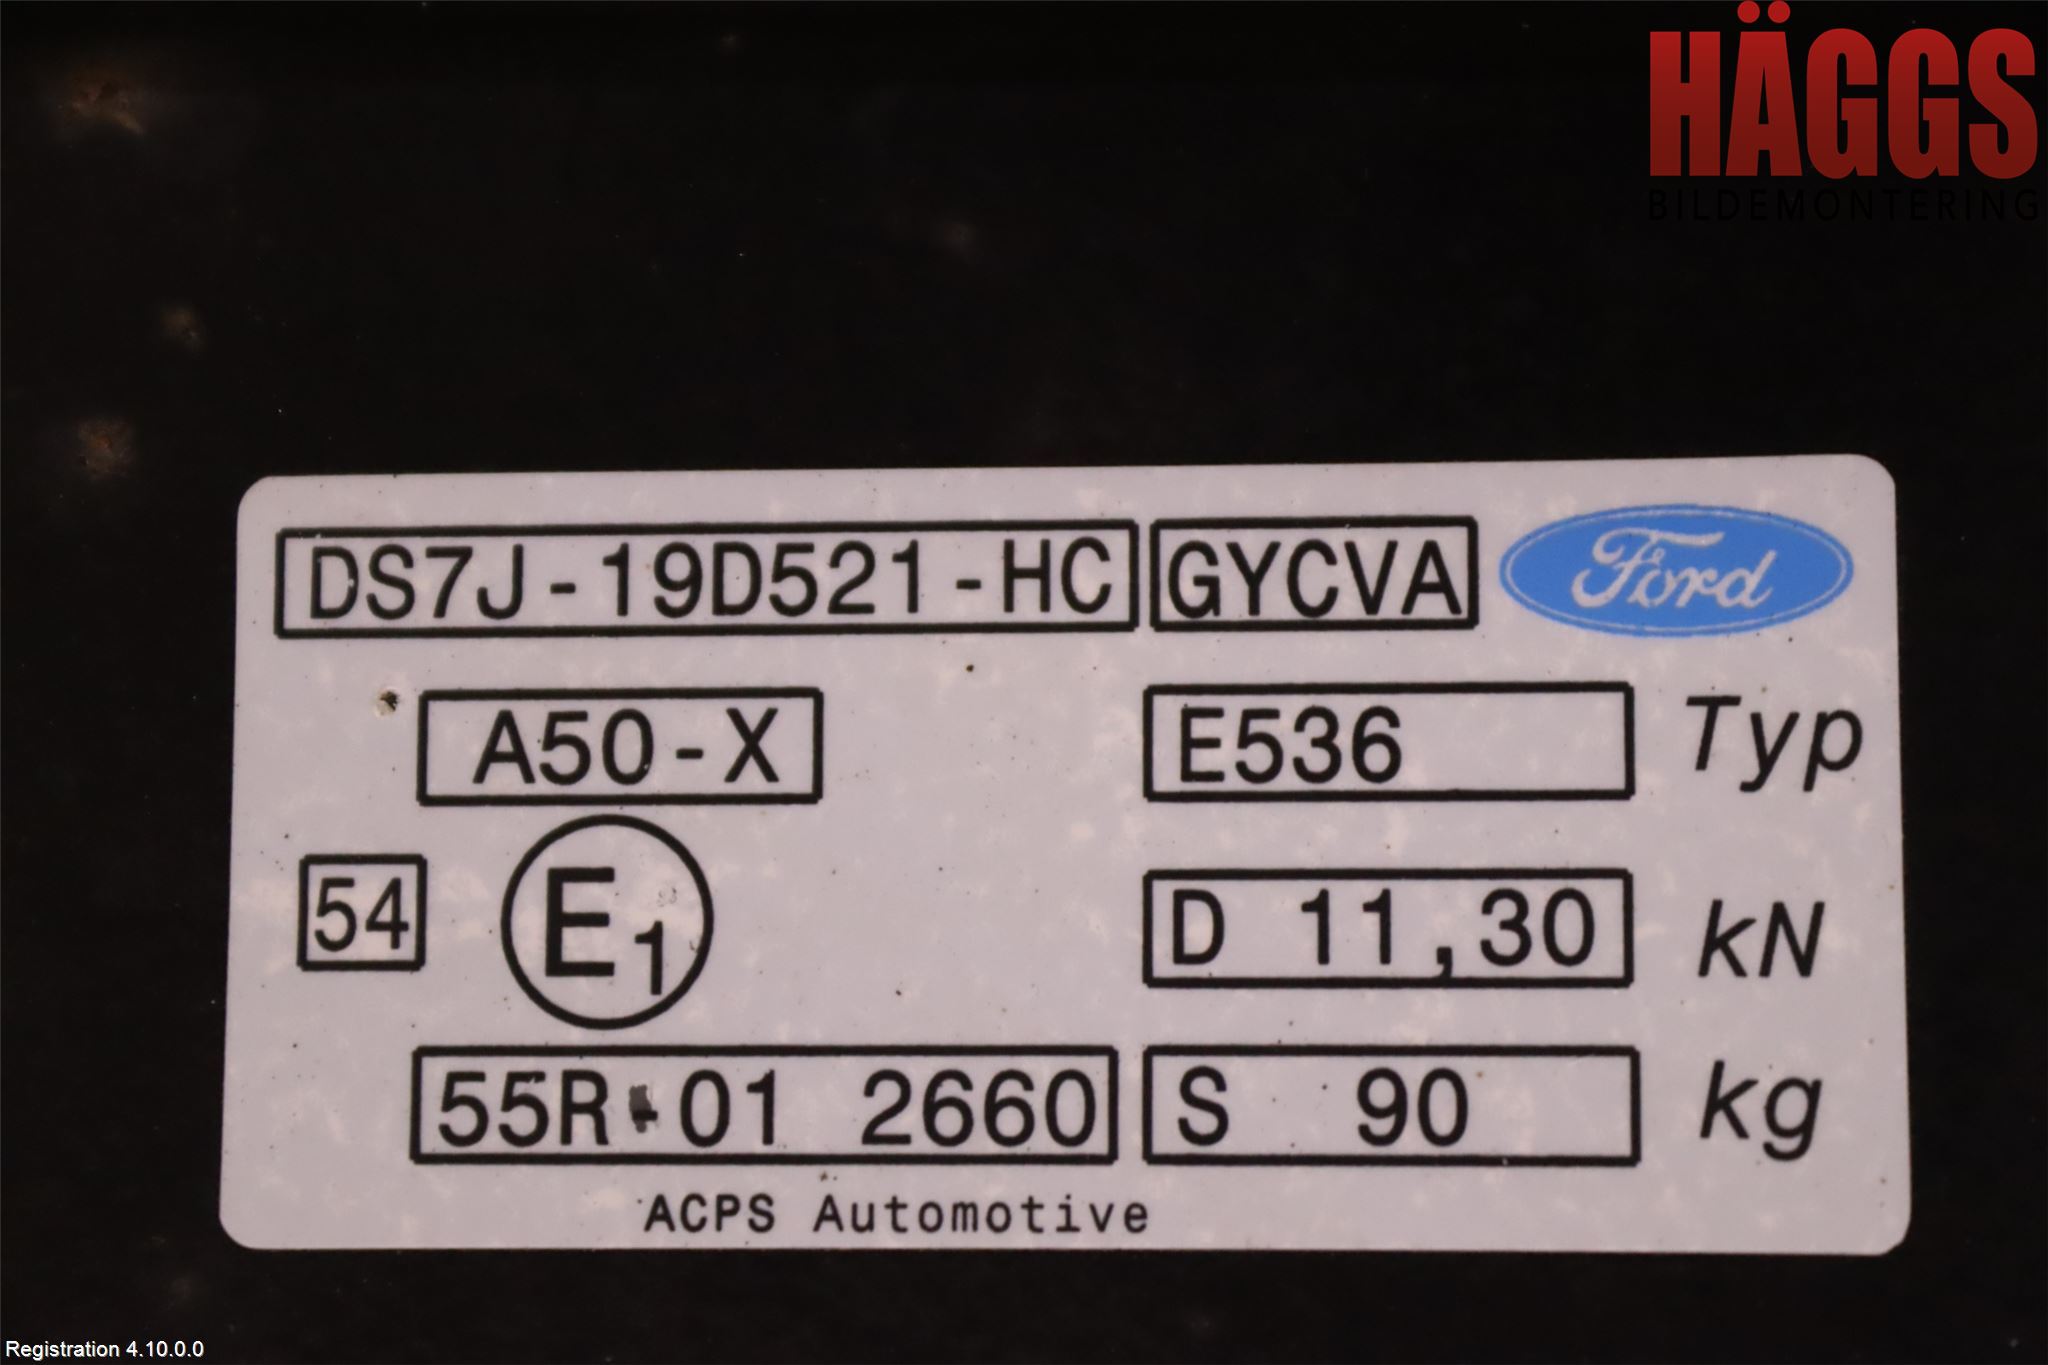 HÄGGS
BILDEMONTERING
DS7J-19D521-HC GYCVA Ford
A50-X E536 Typ
54 E1 D 11,30 kN
55R-01 2660 S 90 kg
ACPS Automotive
Registration 4.10.0.0